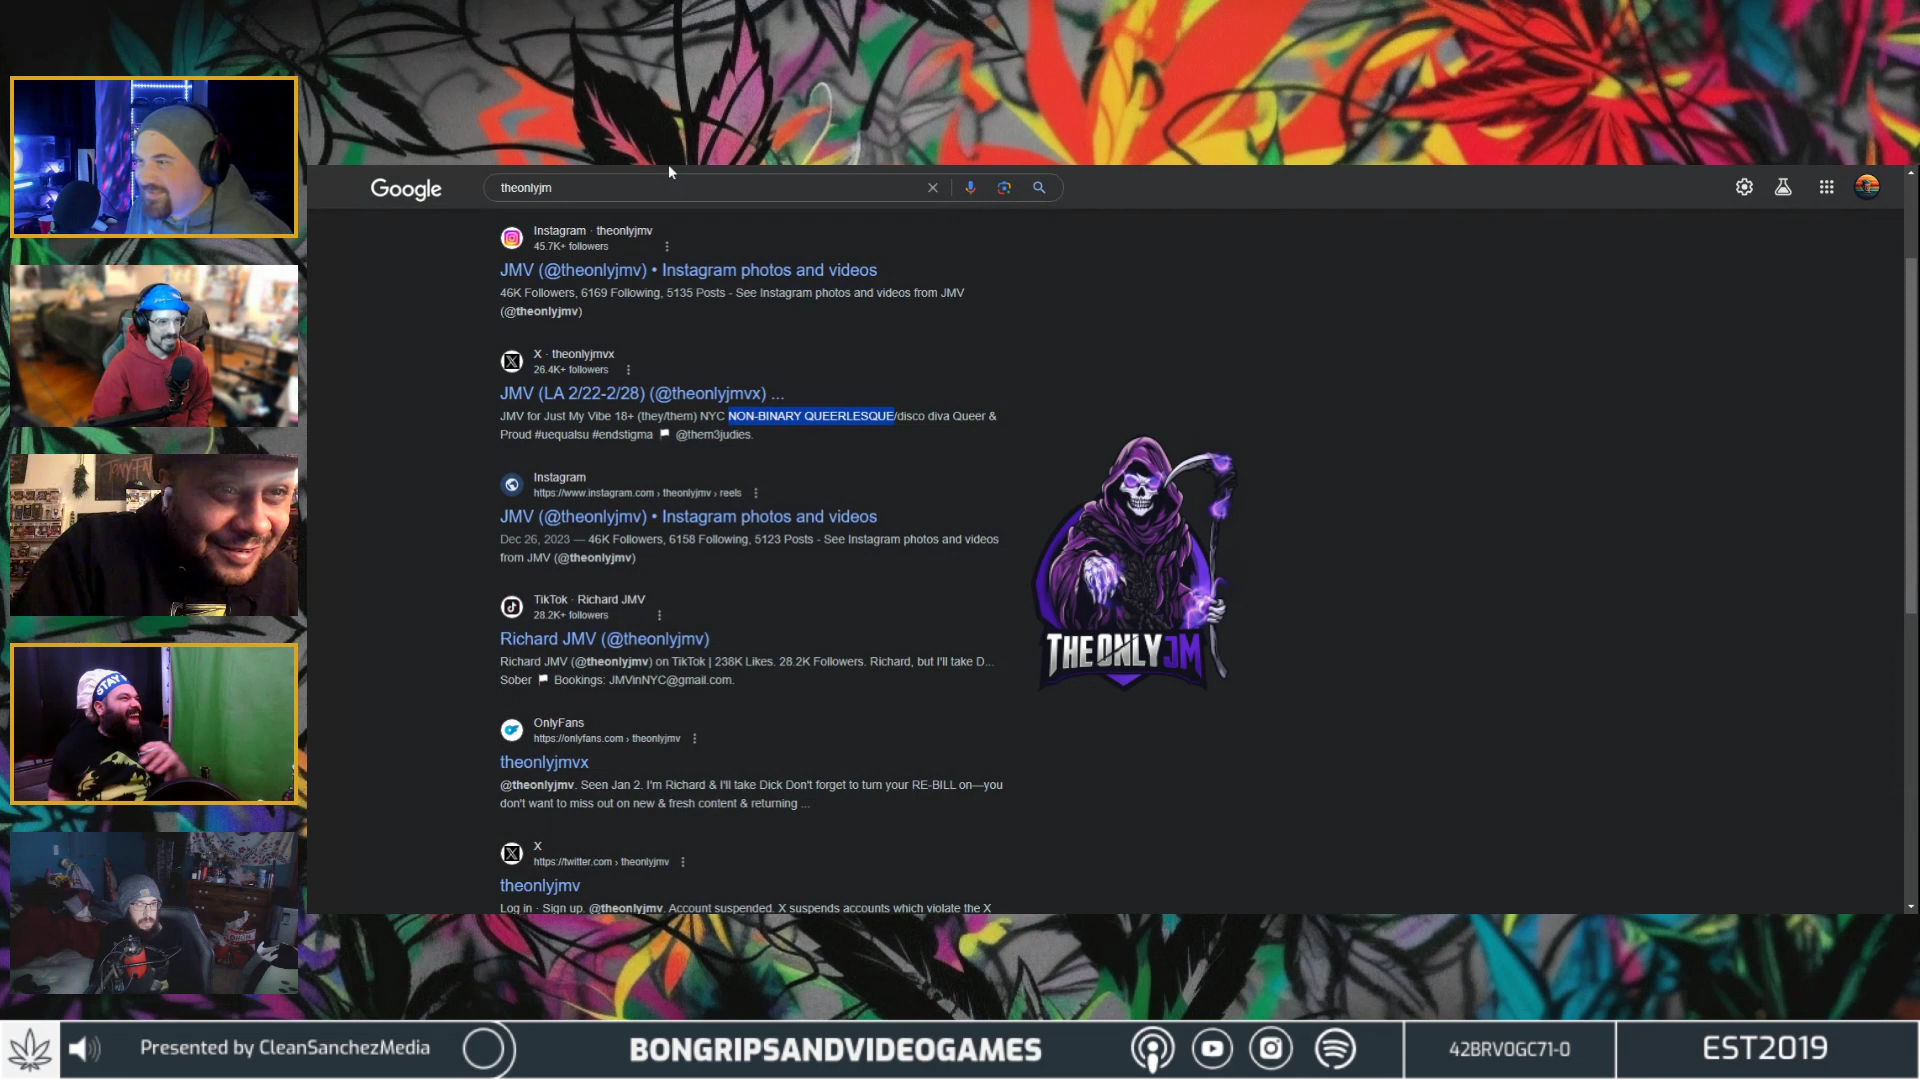 Google
theonlyjm
Instagram · theonlyjmv
45.7K+ followers
JMV (@theonlyjmv) • Instagram photos and videos
46K Followers, 6169 Following, 5135 Posts - See Instagram photos and videos from JMV
(@theonlyjmv)
X · theonlyjmvx
26.4K+ followers
JMV (LA 2/22-2/28) (@theonlyjmvx) ...
JMV for Just My Vibe 18+ (they/them) NYC NON-BINARY QUEERLESQUE/disco diva Queer &
Proud #uequalsu #endstigma @them3judies.
Instagram
https://www.instagram.com › theonlyjmv › reels
JMV (@theonlyjmv) • Instagram photos and videos
Dec 26, 2023 — 46K Followers, 6158 Following, 5123 Posts - See Instagram photos and videos
from JMV (@theonlyjmv)
TikTok · Richard JMV
28.2K+ followers
Richard JMV (@theonlyjmv)
Richard JMV (@theonlyjmv) on TikTok | 238K Likes. 28.2K Followers. Richard, but I'll take D...
Sober Bookings: JMVinNYC@gmail.com.
OnlyFans
https://onlyfans.com › theonlyjmv
theonlyjmvx
@theonlyjmv. Seen Jan 2. I'm Richard & I'll take Dick Don't forget to turn your RE-BILL on—you
don't want to miss out on new & fresh content & returning ...
X
https://twitter.com › theonlyjmv
theonlyjmv
Log in · Sign up. @theonlyjmv. Account suspended. X suspends accounts which violate the X
THE ONLY JM
STAY
Presented by CleanSanchezMedia
BONGRIPSANDVIDEOGAMES
42BRV0GC71-0
EST2019